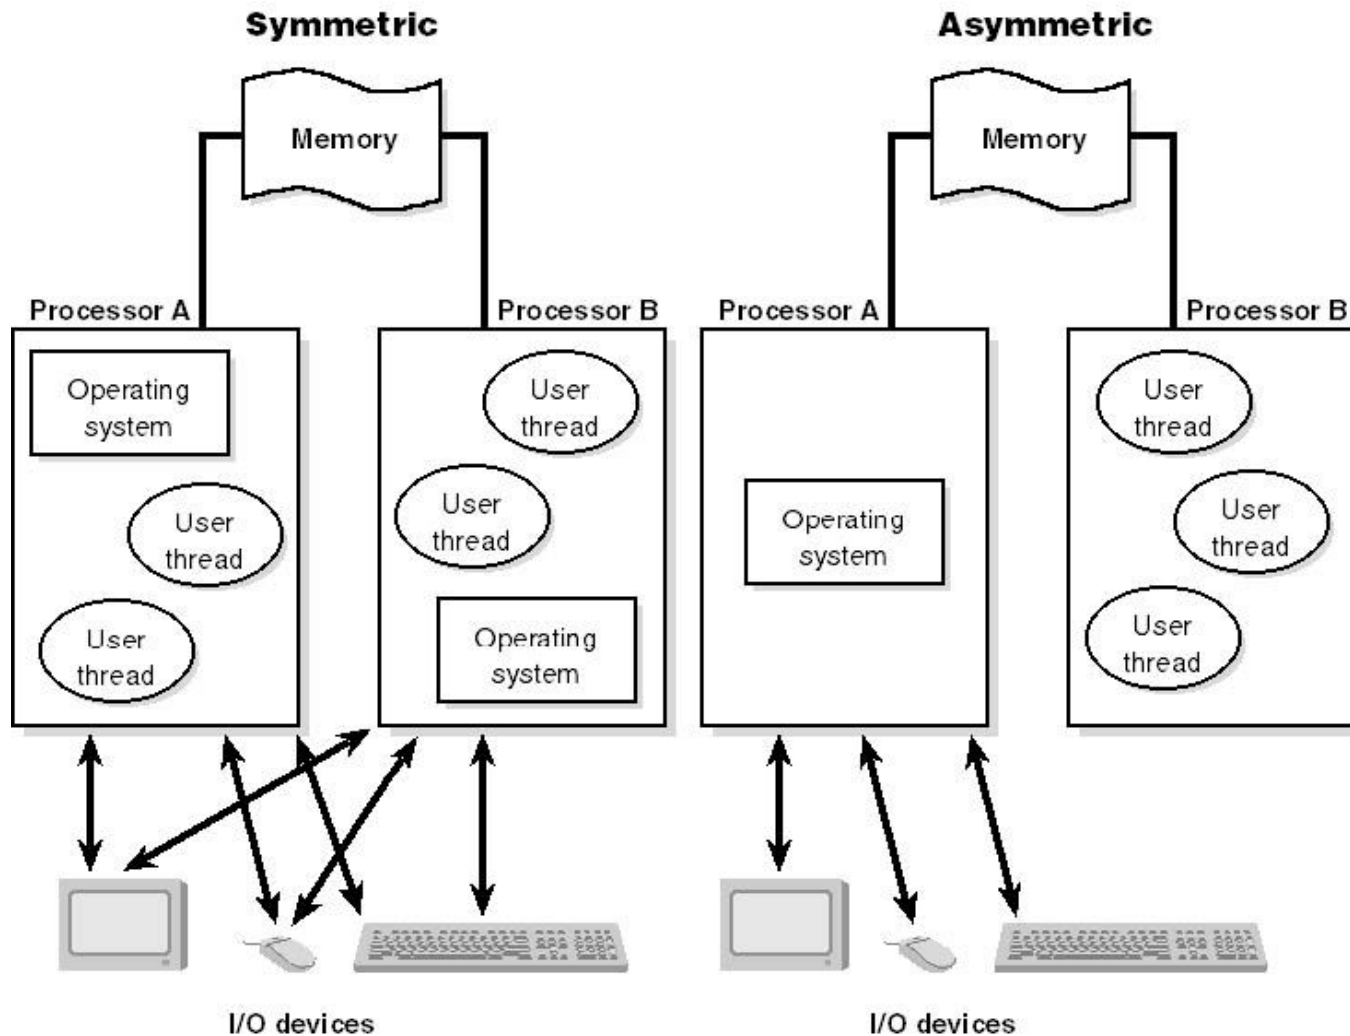 Symmetric
Memory
Processor A
Processor B
Operating
system
User
thread
User
thread
User
thread
User
thread
Operating
system
I/O devices
Asymmetric
Memory
Processor A
Processor B
Operating
system
User
thread
User
thread
User
thread
I/O devices